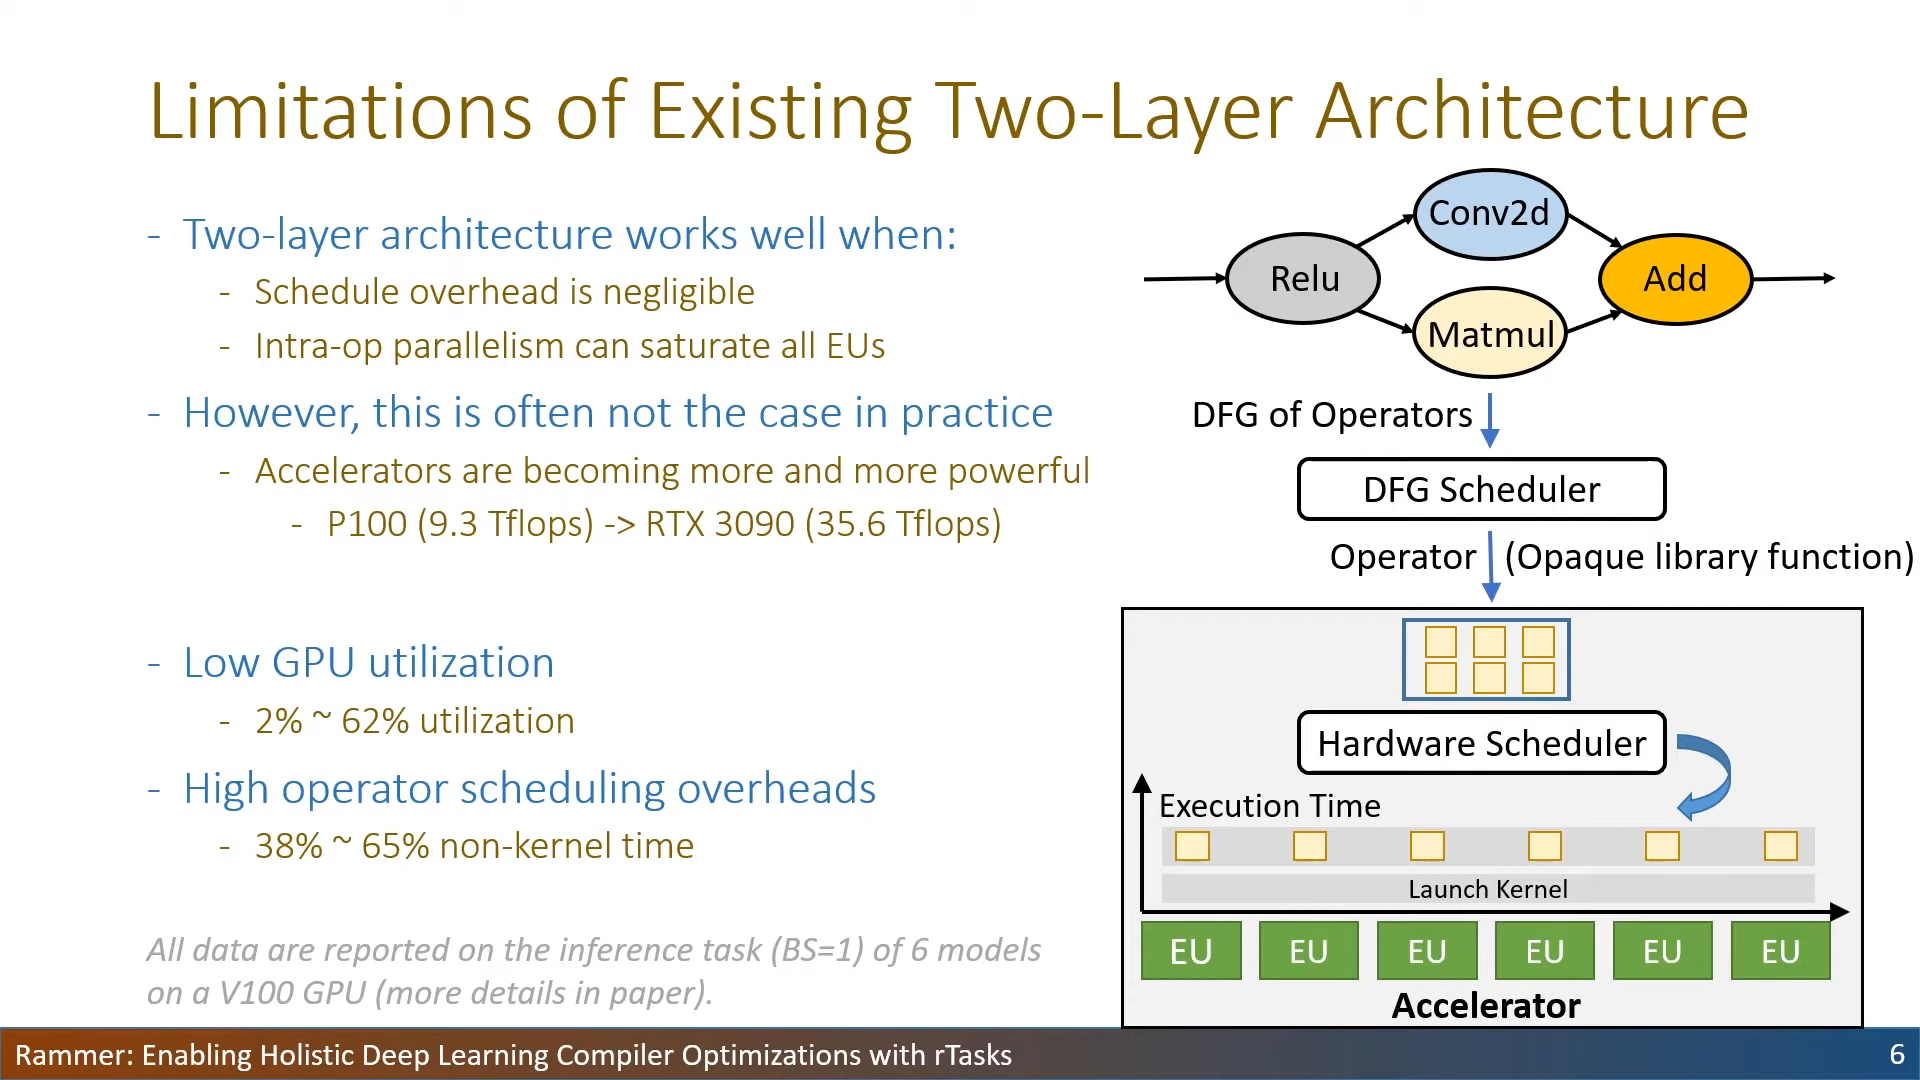 Limitations of Existing Two-Layer Architecture
- Two-layer architecture works well when:
- Schedule overhead is negligible
- Intra-op parallelism can saturate all EUs
- However, this is often not the case in practice
- Accelerators are becoming more and more powerful
- P100 (9.3 Tflops) -> RTX 3090 (35.6 Tflops)
- Low GPU utilization
- 2% ~ 62% utilization
- High operator scheduling overheads
- 38% ~ 65% non-kernel time
All data are reported on the inference task (BS=1) of 6 models
on a V100 GPU (more details in paper).
Conv2d
Relu
Add
Matmul
DFG of Operators
DFG Scheduler
Operator (Opaque library function)
Hardware Scheduler
Execution Time
Launch Kernel
EU EU EU EU EU EU
Accelerator
Rammer: Enabling Holistic Deep Learning Compiler Optimizations with rTasks
6